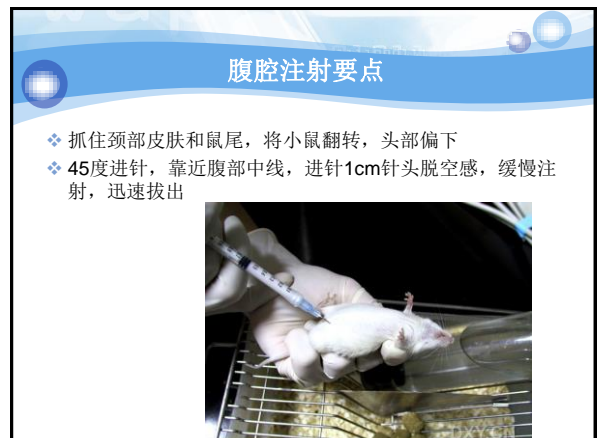 腹腔注射要点
抓住颈部皮肤和鼠尾，将小鼠翻转，头部偏下
45度进针，靠近腹部中线，进针1cm针头脱空感，缓慢注
射，迅速拔出